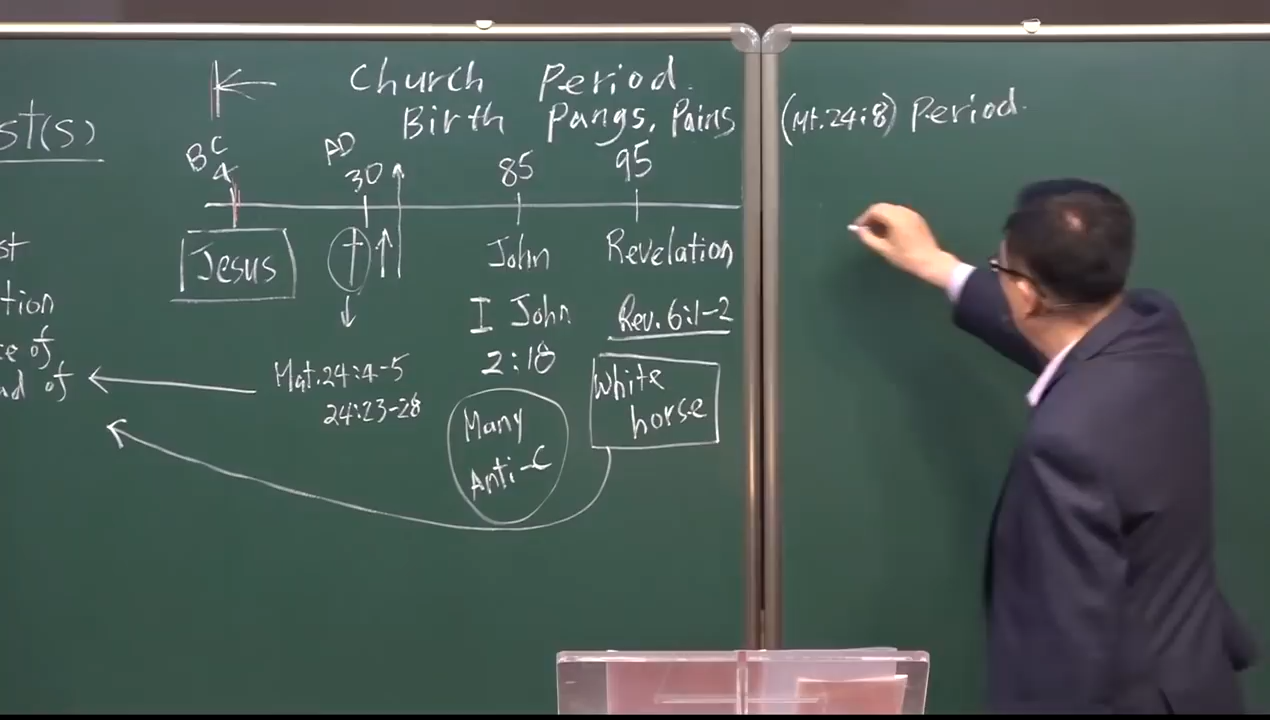 Church Period.
Birth Pangs, Pains (Mt.24:8) Period.
st(s)
BC
4
AD
30
85
95
Jesus
John
Revelation
st
tion
ce of
ad of
I John
2:18
Rev. 6:1-2
Mat.24:4-5
24:23-28
Many
Anti-C
White
horse